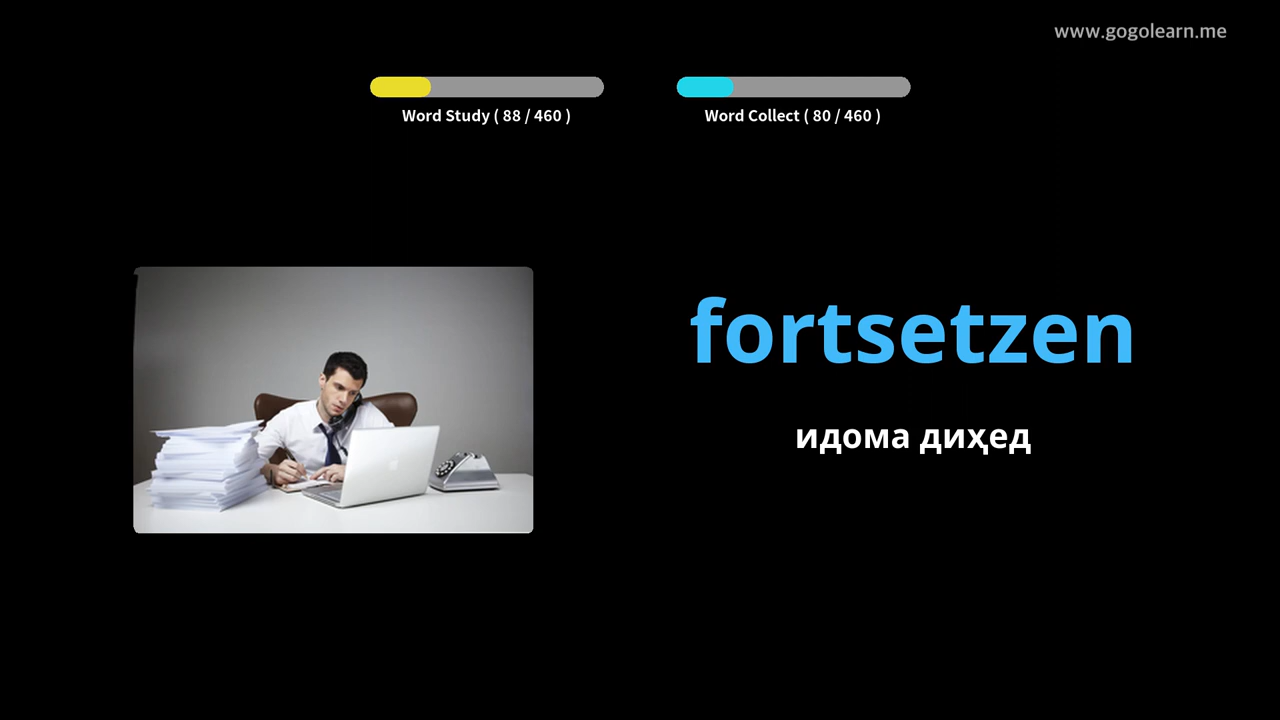 www.gogolearn.me
Word Study ( 88 / 460 )
Word Collect ( 80 / 460 )
fortsetzen
идома диҳед